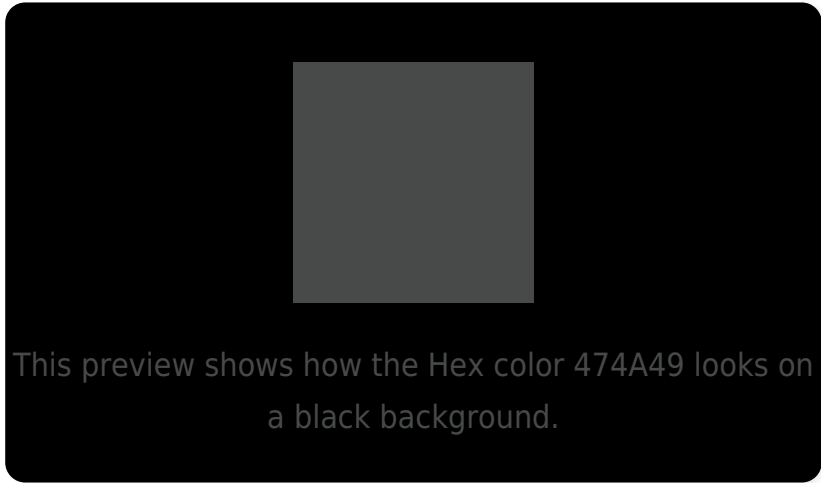 This preview shows how the Hex color 474A49 looks on
a black background.